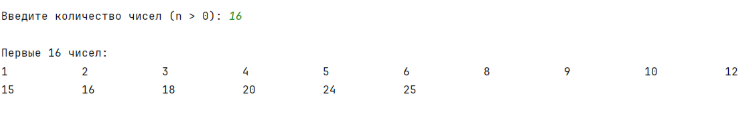 Введите количество чисел (n > 0): 16
Первые 16 чисел:
1 2 3 4 5 6 8 9 10 12
15 16 18 20 24 25